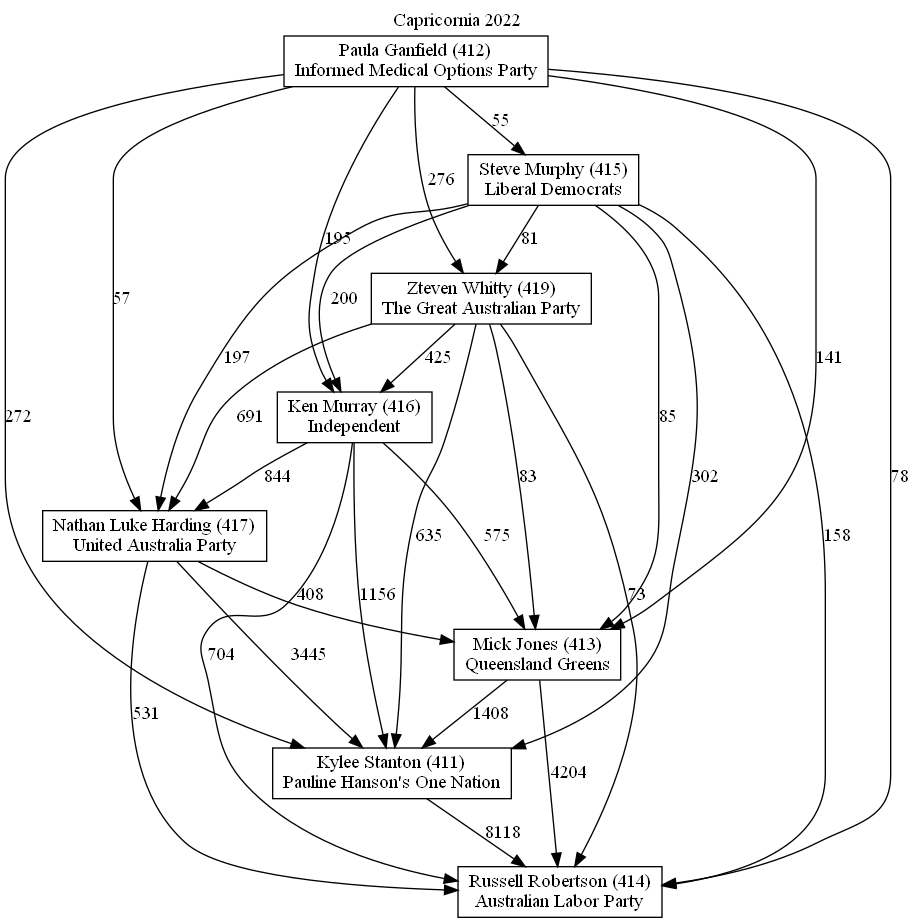 Capricornia 2022
Paula Ganfield (412)
Informed Medical Options Party
55
Steve Murphy (415)
Liberal Democrats
276
195
81
200
Zteven Whitty (419)
The Great Australian Party
57
197
425
141
691
Ken Murray (416)
Independent
272
85
844
83
302
78
Nathan Luke Harding (417)
United Australia Party
635
575
158
408
1156
73
Mick Jones (413)
Queensland Greens
704
3445
531
1408
Kylee Stanton (411)
Pauline Hanson's One Nation
4204
8118
Russell Robertson (414)
Australian Labor Party